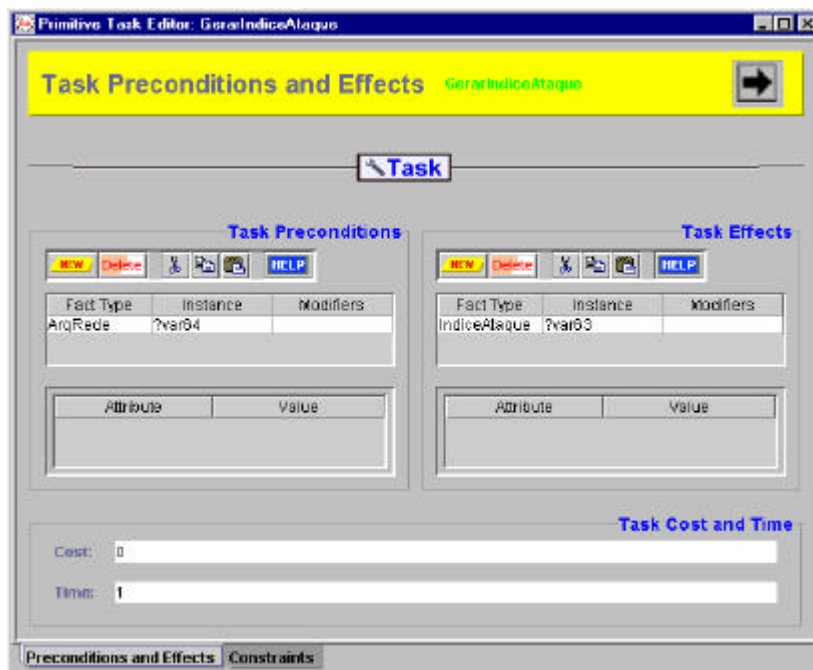 Primitive Task Editor: GerarIndiceAtaque
Task Preconditions and Effects GerarIndiceAtaque
Task
Task Preconditions
NEW Delete HELP
Fact Type Instance Modifiers
ArqRede ?var64
Attribute Value
Task Effects
NEW Delete HELP
Fact Type Instance Modifiers
IndiceAtaque ?var63
Attribute Value
Task Cost and Time
Cost: 0
Time: 1
Preconditions and Effects Constraints